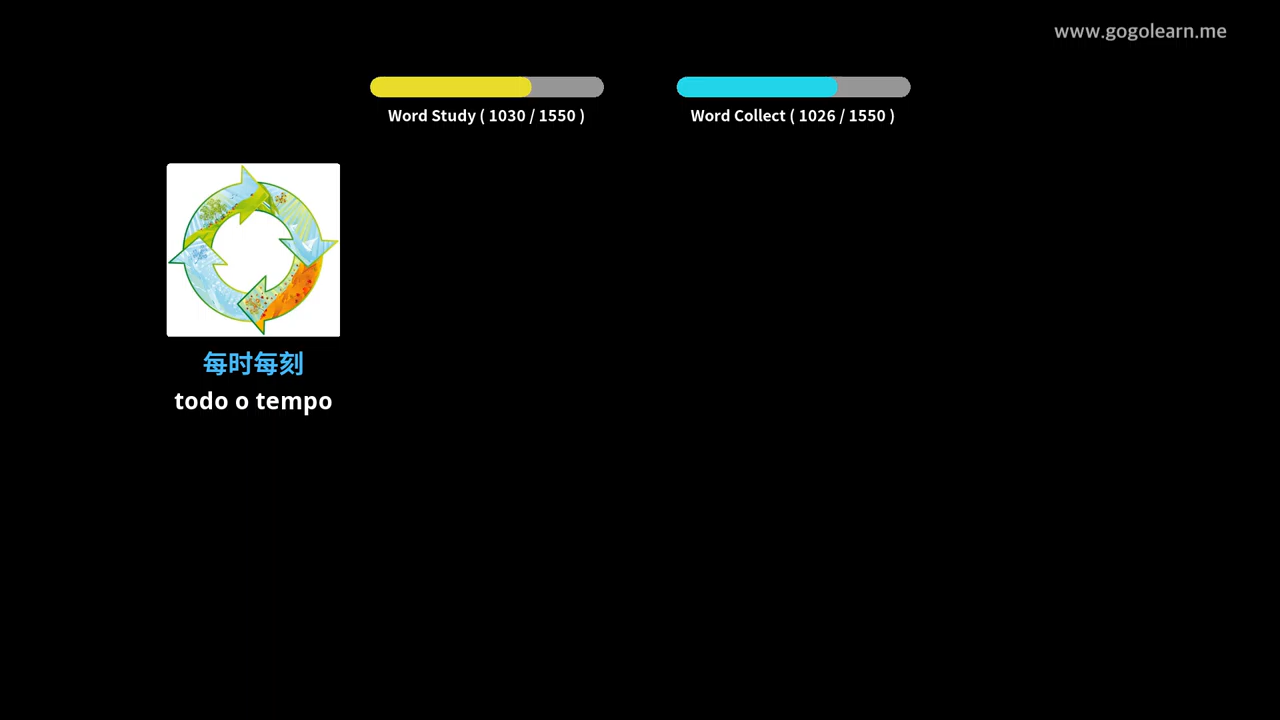 www.gogolearn.me
Word Study ( 1030 / 1550 )
Word Collect ( 1026 / 1550 )
每时每刻
todo o tempo